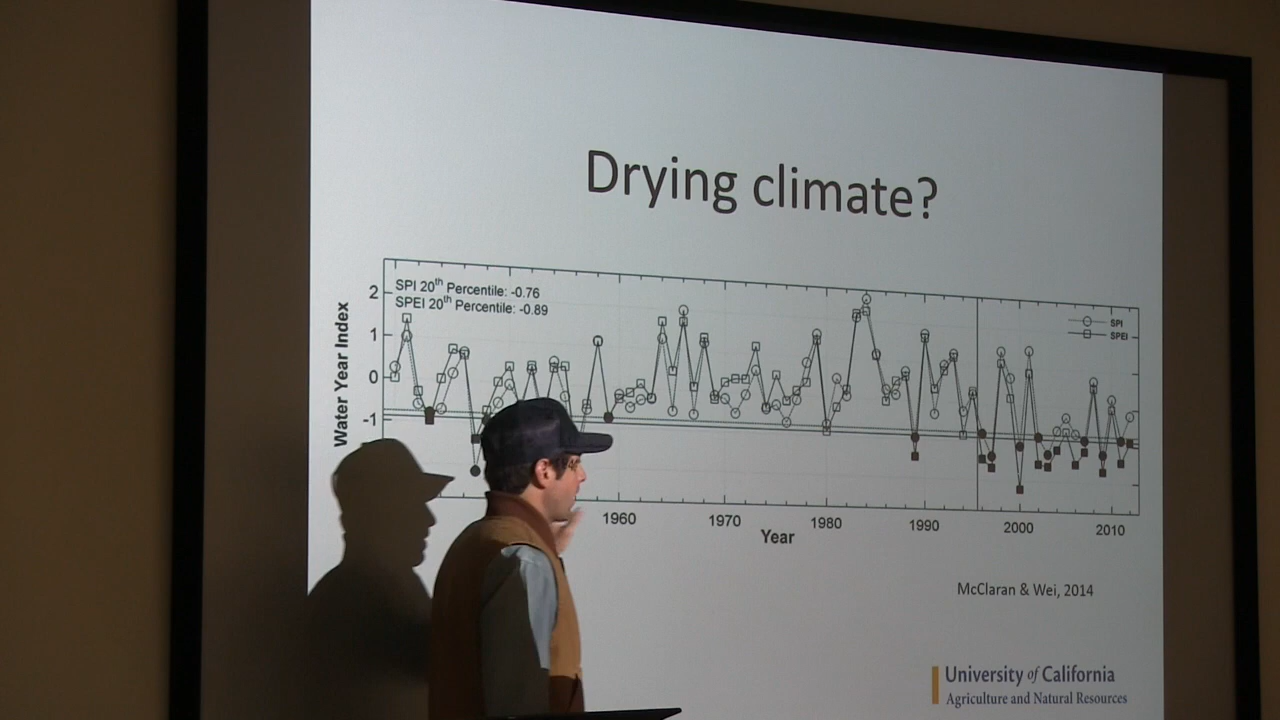 Drying climate?
SPI 20th Percentile: -0.76
SPEI 20th Percentile: -0.89
SPI
SPEI
Water Year Index
2
1
0
-1
1960
1970
1980
1990
2000
2010
Year
McClaran & Wei, 2014
University of California
Agriculture and Natural Resources